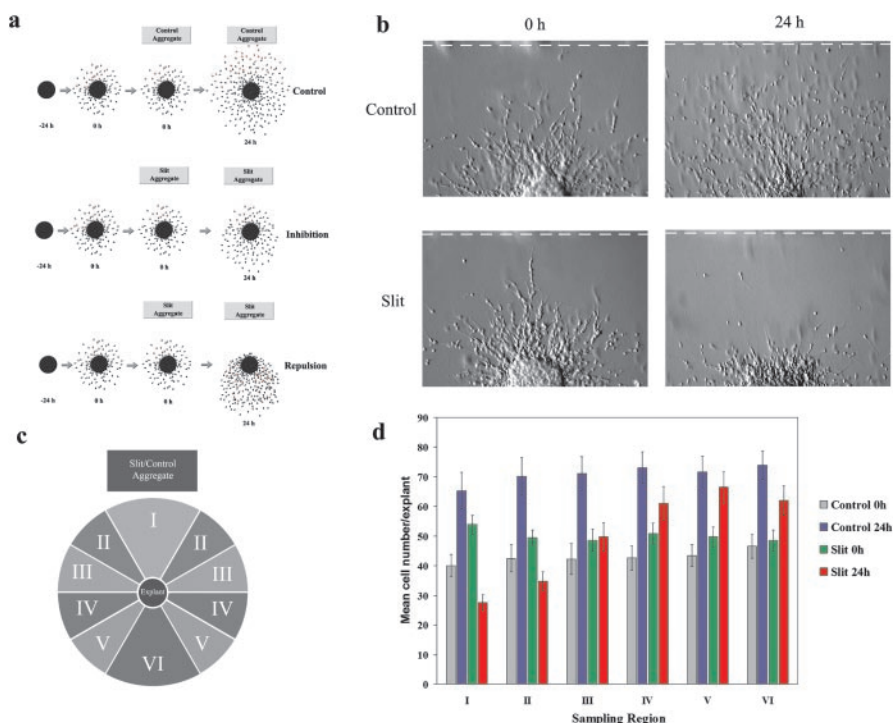 a
Control
Aggregate
Control
Aggregate
Control
-24 h
0 h
0 h
24 h
Slit
Aggregate
Slit
Aggregate
Inhibition
-24 h
0 h
0 h
24 h
Slit
Aggregate
Slit
Aggregate
Repulsion
-24 h
0 h
0 h
24 h
b
0 h
24 h
Control
Slit
c
Slit/Control
Aggregate
I
II
II
III
III
Explant
IV
IV
V
V
VI
d
Mean cell number/explant
90
80
70
60
50
40
30
20
10
0
I II III IV V VI
Sampling Region
Control 0h
Control 24h
Slit 0h
Slit 24h